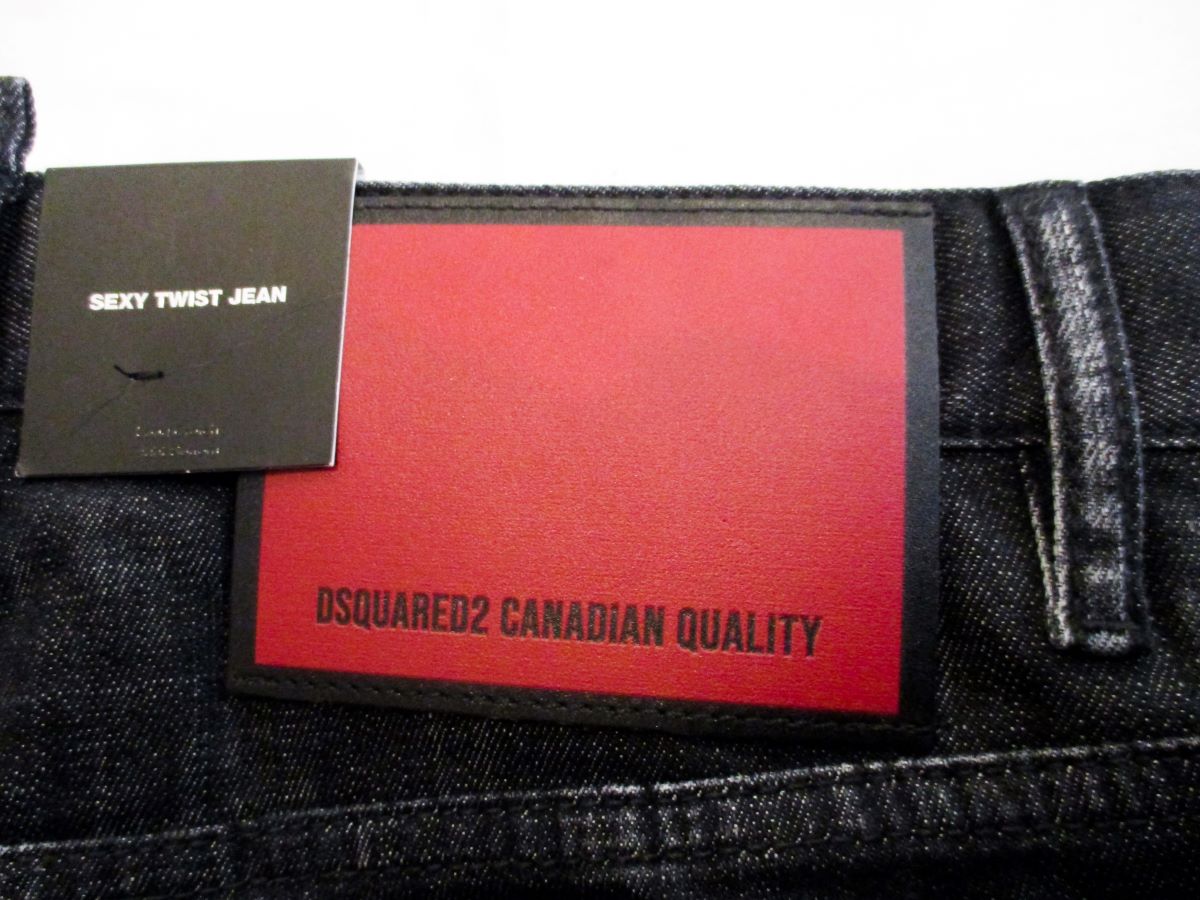 SEXY TWIST JEAN
DSQUARED2 CANADIAN QUALITY